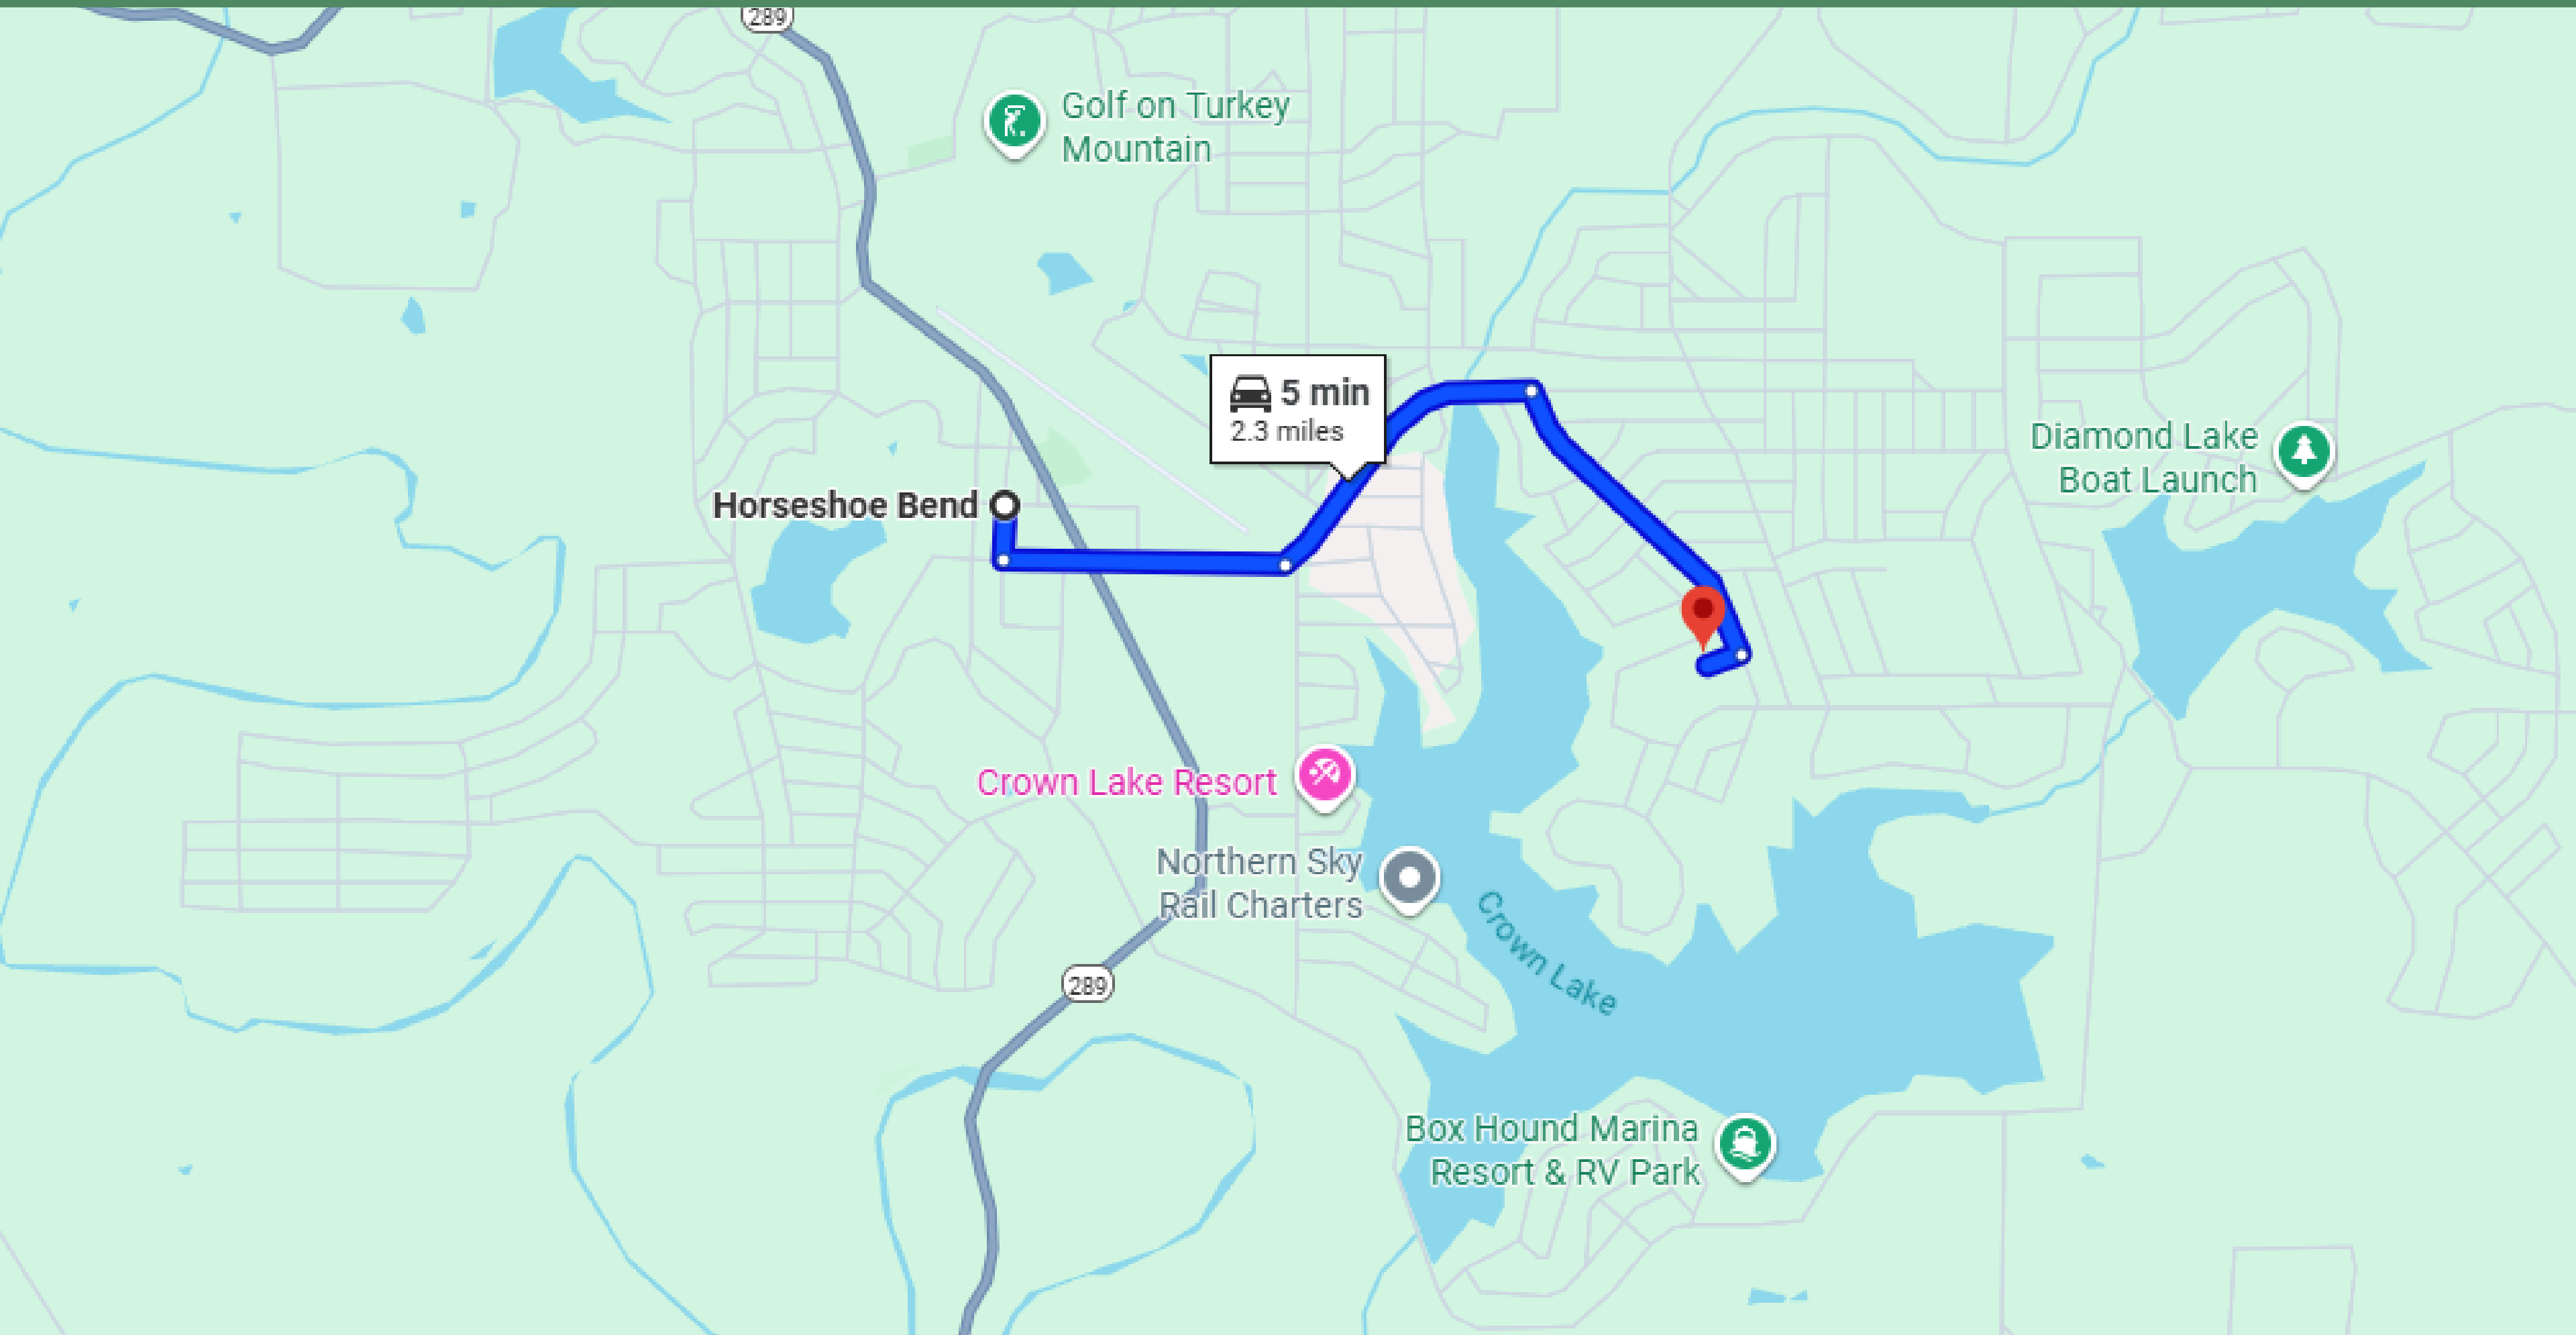 289
Golf on Turkey
Mountain
5 min
2.3 miles
Diamond Lake
Boat Launch
Horseshoe Bend
Crown Lake Resort
Northern Sky
Rail Charters
Crown Lake
289
Box Hound Marina
Resort & RV Park